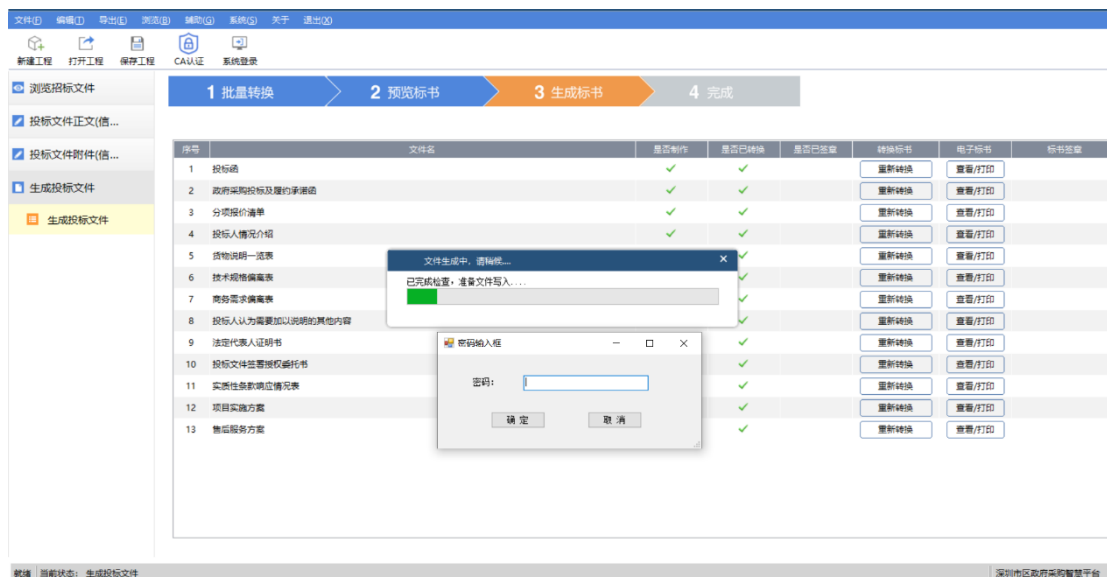 文件(F) 编辑(T) 导出(E) 浏览(B) 辅助(G) 系统(S) 关于 退出(X)
新建工程 打开工程 保存工程 CA认证 系统登录
浏览招标文件
投标文件正文(信...
投标文件附件(信...
生成投标文件
生成投标文件
1 批量转换 2 预览标书 3 生成标书 4 完成
序号 文件名 是否制作 是否已转换 是否已签章 转换标书 电子标书 标书签章
1 投标函 重新转换 查看/打印
2 政府采购投标及履约承诺函 重新转换 查看/打印
3 分项报价清单 重新转换 查看/打印
4 投标人情况介绍 重新转换 查看/打印
5 货物说明一览表 重新转换 查看/打印
6 技术规格偏离表 重新转换 查看/打印
7 商务需求偏离表 重新转换 查看/打印
8 投标人认为需要加以说明的其他内容 重新转换 查看/打印
9 法定代表人证明书 重新转换 查看/打印
10 投标文件签署授权委托书 重新转换 查看/打印
11 实质性条款响应情况表 重新转换 查看/打印
12 项目实施方案 重新转换 查看/打印
13 售后服务方案 重新转换 查看/打印
文件生成中，请稍候....
已完成检查，准备文件写入....
密码输入框
密码:
确 定 取 消
就绪 当前状态: 生成投标文件 深圳市区政府采购智慧平台